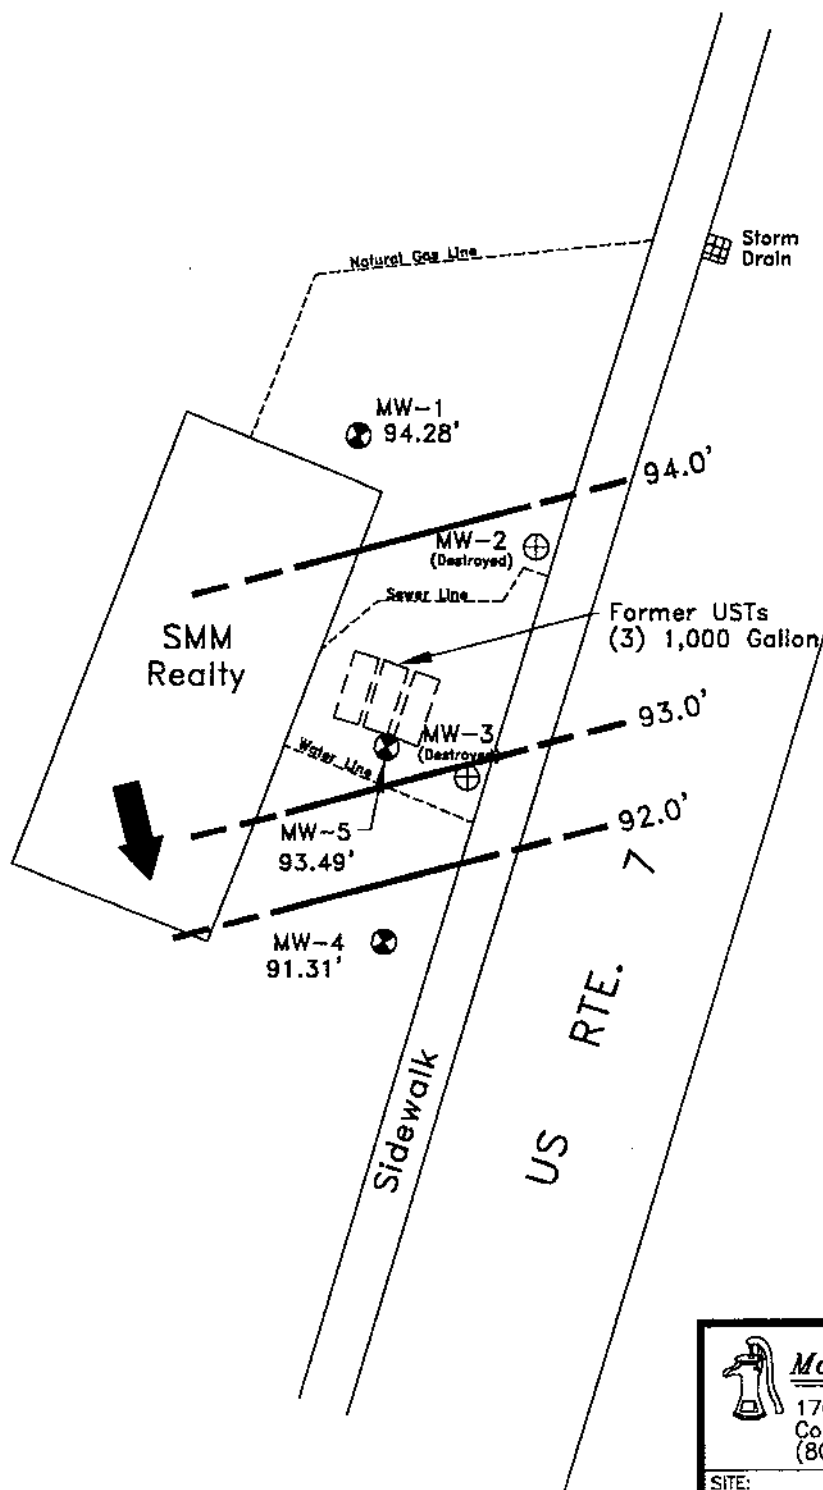 Storm
Drain
Natural Gas Line
MW-1
94.28'
94.0'
MW-2
(Destroyed)
Sewer Line
Former USTs
(3) 1,000 Gallon
SMM
Realty
93.0'
MW-3
(Destroyed)
Water Line
92.0'
MW-5
93.49'
MW-4
91.31'
US RTE. 7
Sidewalk
SITE: